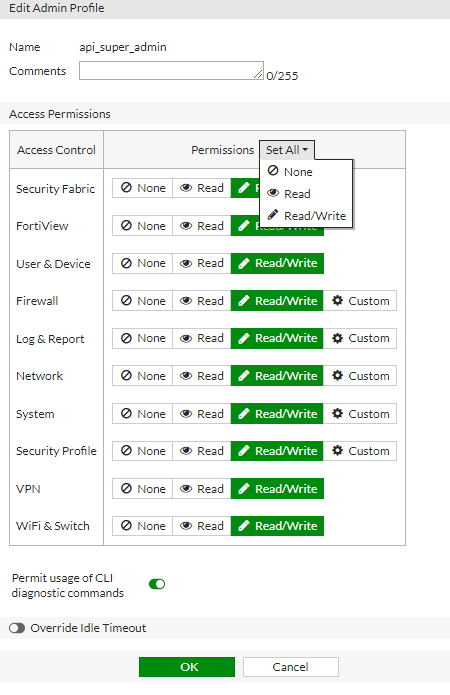 Edit Admin Profile
Name api_super_admin
Comments 0/255
Access Permissions
Access Control Permissions Set All
None
Read
Read/Write
Security Fabric None Read R
FortiView None Read Read/Write
User & Device None Read Read/Write
Firewall None Read Read/Write Custom
Log & Report None Read Read/Write Custom
Network None Read Read/Write Custom
System None Read Read/Write Custom
Security Profile None Read Read/Write Custom
VPN None Read Read/Write
WiFi & Switch None Read Read/Write
Permit usage of CLI
diagnostic commands
Override Idle Timeout
OK Cancel